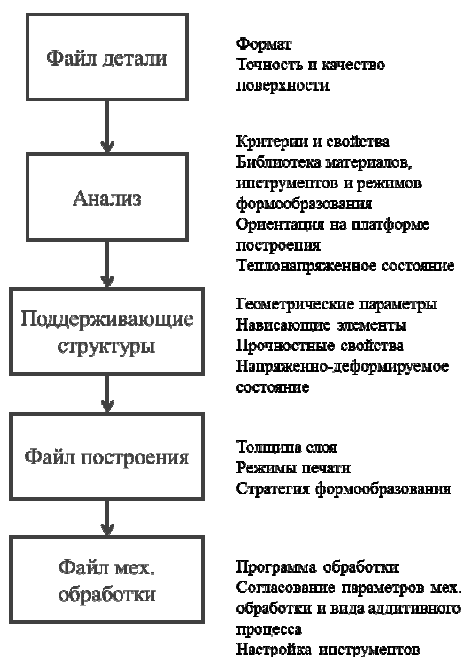 Файл детали
Формат
Точность и качество
поверхности
Анализ
Критерии и свойства
Библиотека материалов,
инструментов и режимов
формообразования
Ориентация на платформе
построения
Теплонапряженное состояние
Поддерживающие
структуры
Геометрические параметры
Нависающие элементы
Прочностные свойства
Напряженно-деформируемое
состояние
Файл построения
Толщина слоя
Режимы печати
Стратегия формообразования
Файл мех.
обработки
Программа обработки
Согласование параметров мех.
обработки и вида аддитивного
процесса
Настройка инструментов